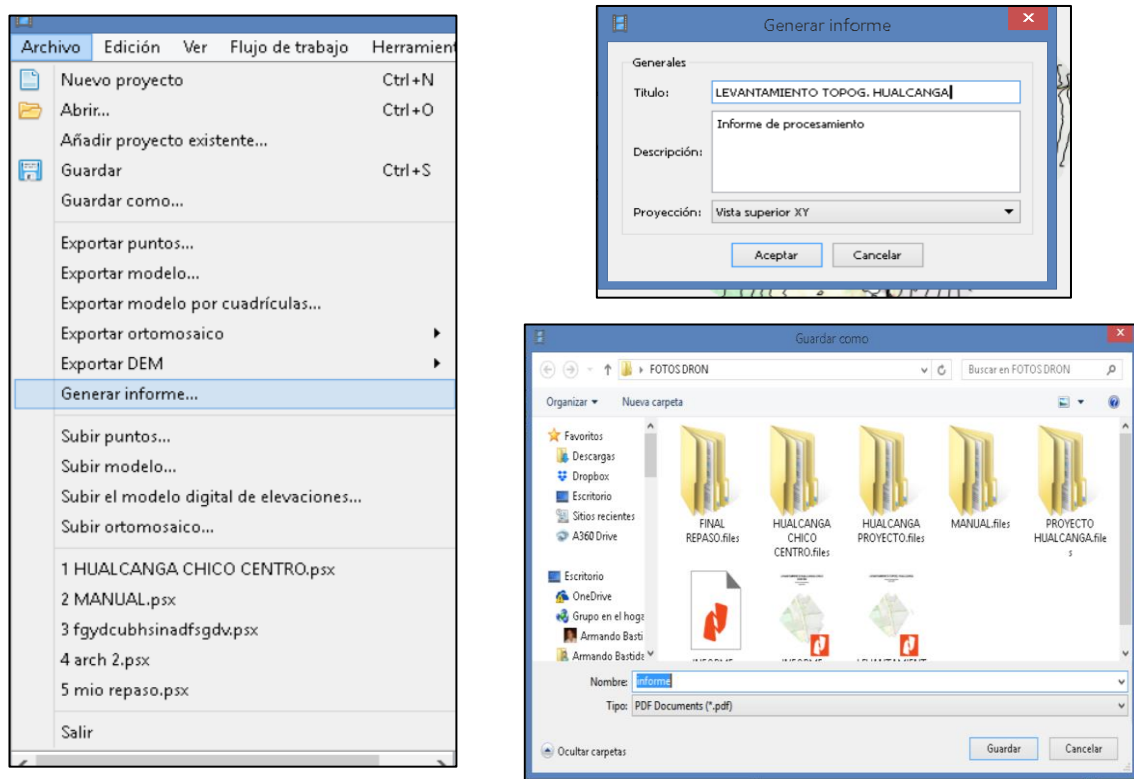 Archivo Edición Ver Flujo de trabajo Herramien
Nuevo proyecto Ctrl+N
Abrir... Ctrl+O
Añadir proyecto existente...
Guardar Ctrl+S
Guardar como...
Exportar puntos...
Exportar modelo...
Exportar modelo por cuadrículas...
Exportar ortomosaico
Exportar DEM
Generar informe...
Subir puntos...
Subir modelo...
Subir el modelo digital de elevaciones...
Subir ortomosaico...
1 HUALCANGA CHICO CENTRO.psx
2 MANUAL.psx
3 fgydcubhsinadfsgdv.psx
4 arch 2.psx
5 mio repaso.psx
Salir
Generar informe
Generales
Titulo: LEVANTAMIENTO TOPOG. HUALCANGA
Descripción: Informe de procesamiento
Proyección: Vista superior XY
Aceptar Cancelar
Guardar como
FOTOS DRON Buscar en FOTOS DRON
Organizar Nueva carpeta
Favoritos
Descargas
Dropbox
Escritorio
Sitios recientes
A360 Drive
Escritorio
OneDrive
Grupo en el hoga
Armando Basti
Armando Bastida
FINAL
REPASO.files
HUALCANGA
CHICO
CENTRO.files
HUALCANGA
PROYECTO.files
MANUAL.files
PROYECTO
HUALCANGA.file
s
Nombre: informe
Tipo: PDF Documents (*.pdf)
Ocultar carpetas Guardar Cancelar